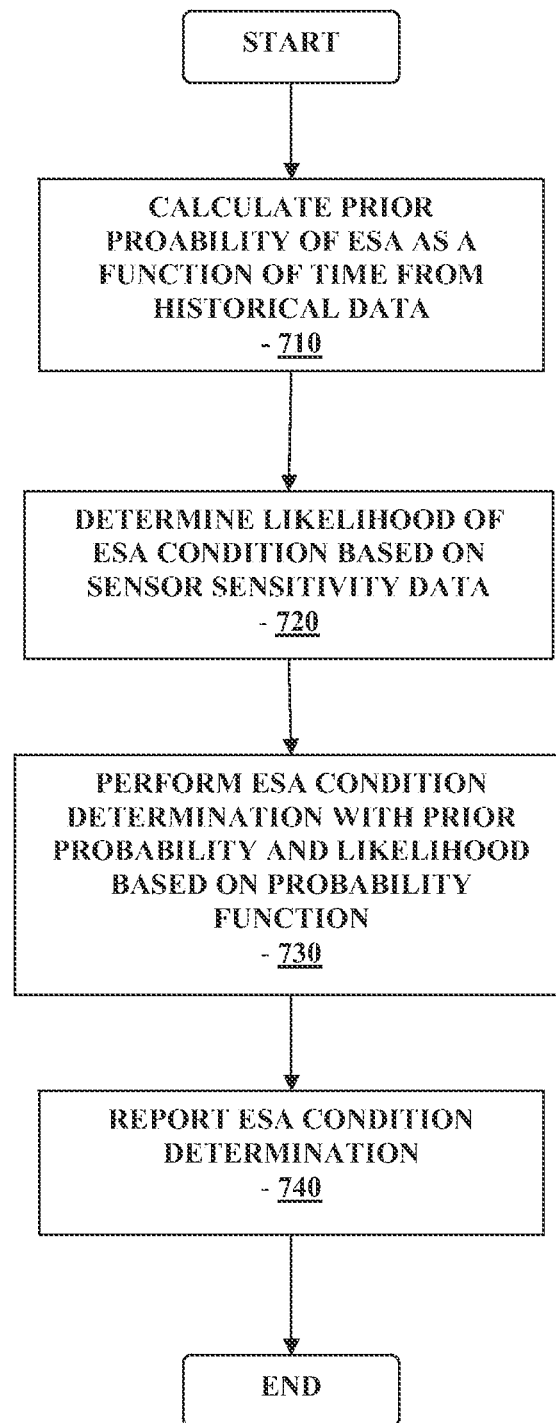 START
CALCULATE PRIOR
PROABILITY OF ESA AS A
FUNCTION OF TIME FROM
HISTORICAL DATA
- 710
DETERMINE LIKELIHOOD OF
ESA CONDITION BASED ON
SENSOR SENSITIVITY DATA
- 720
PERFORM ESA CONDITION
DETERMINATION WITH PRIOR
PROBABILITY AND LIKELIHOOD
BASED ON PROBABILITY
FUNCTION
- 730
REPORT ESA CONDITION
DETERMINATION
- 740
END